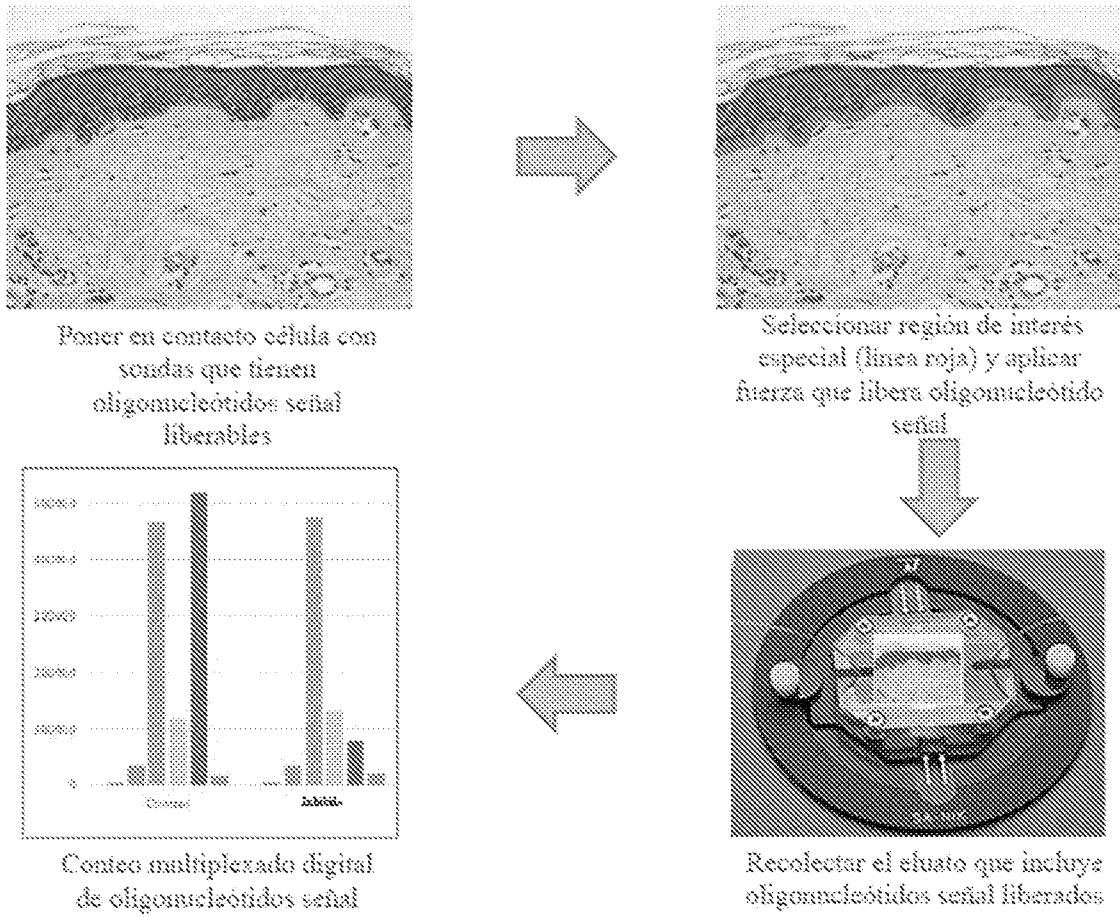 Poner en contacto célula con
sondas que tienen
oligonucleótidos señal
liberables
Seleccionar región de interés
especial (línea roja) y aplicar
fuerza que libera oligonucleótido
señal
0
Control
Conteo multiplexado digital
de oligonucleótidos señal
Recolectar el eluato que incluye
oligonucleótidos señal liberados